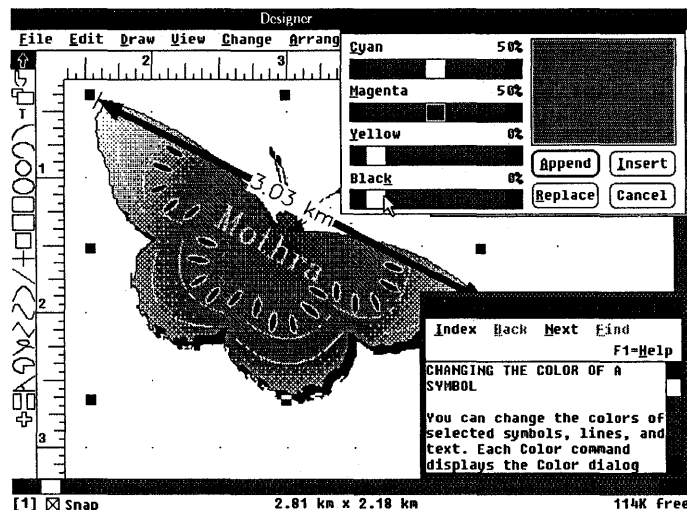 Designer
File Edit Draw View Change Arrang
2 3
Cyan 50%
Magenta 50%
Yellow 0%
Black 0%
Append Insert
Replace Cancel
T
1
2
3
3.03 km
Mothra
Index Back Next Find
F1=Help
CHANGING THE COLOR OF A
SYMBOL
You can change the colors of
selected symbols, lines, and
text. Each Color command
displays the Color dialog
[1] Snap 2.81 km x 2.18 km 114K free